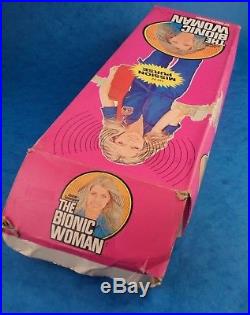 THE
BIONIC
WOMAN
MISSION
PURSE
THE
BIONIC
WOMAN